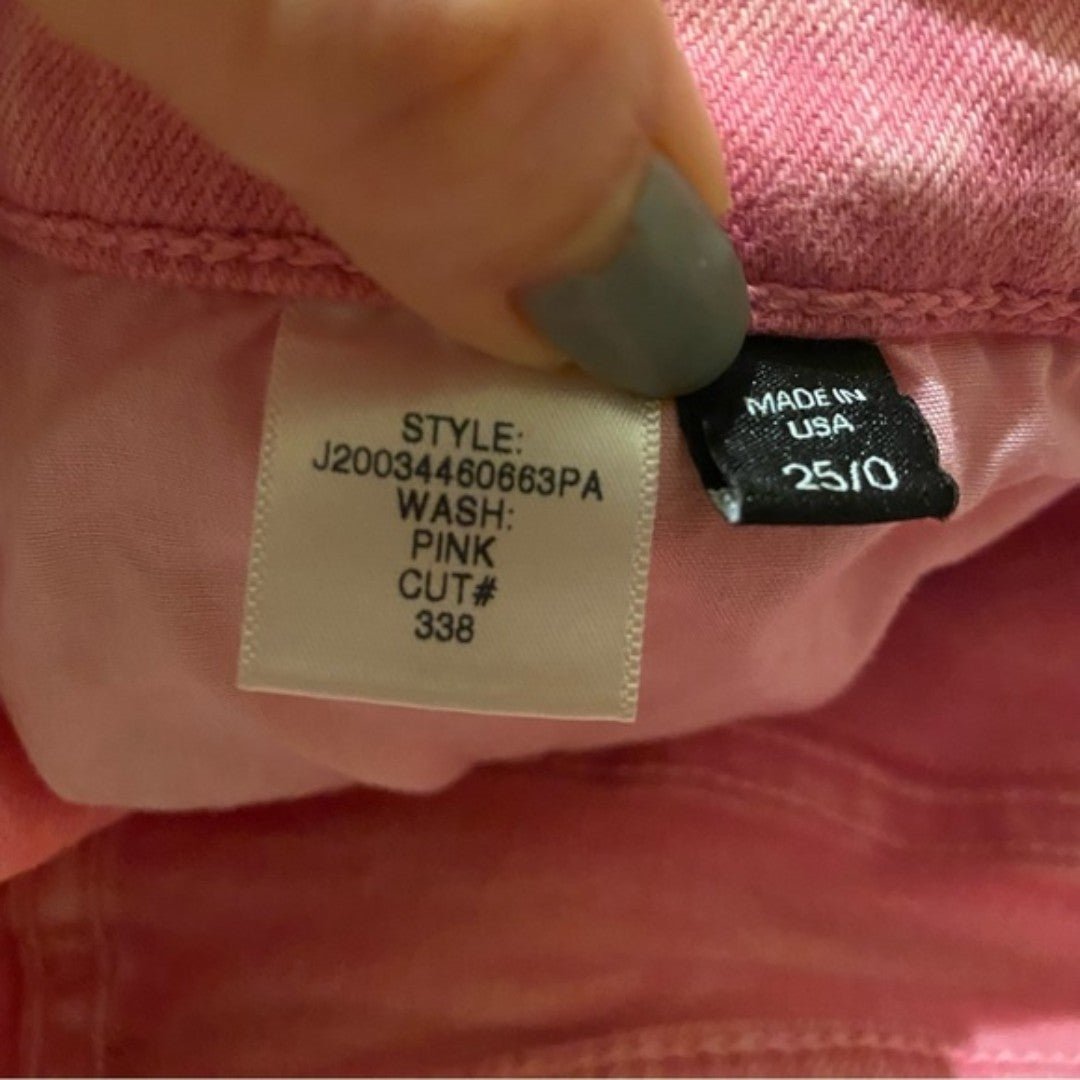 STYLE:
J20034460663PA
WASH:
PINK
CUT#
338
MADE IN
USA
25/0